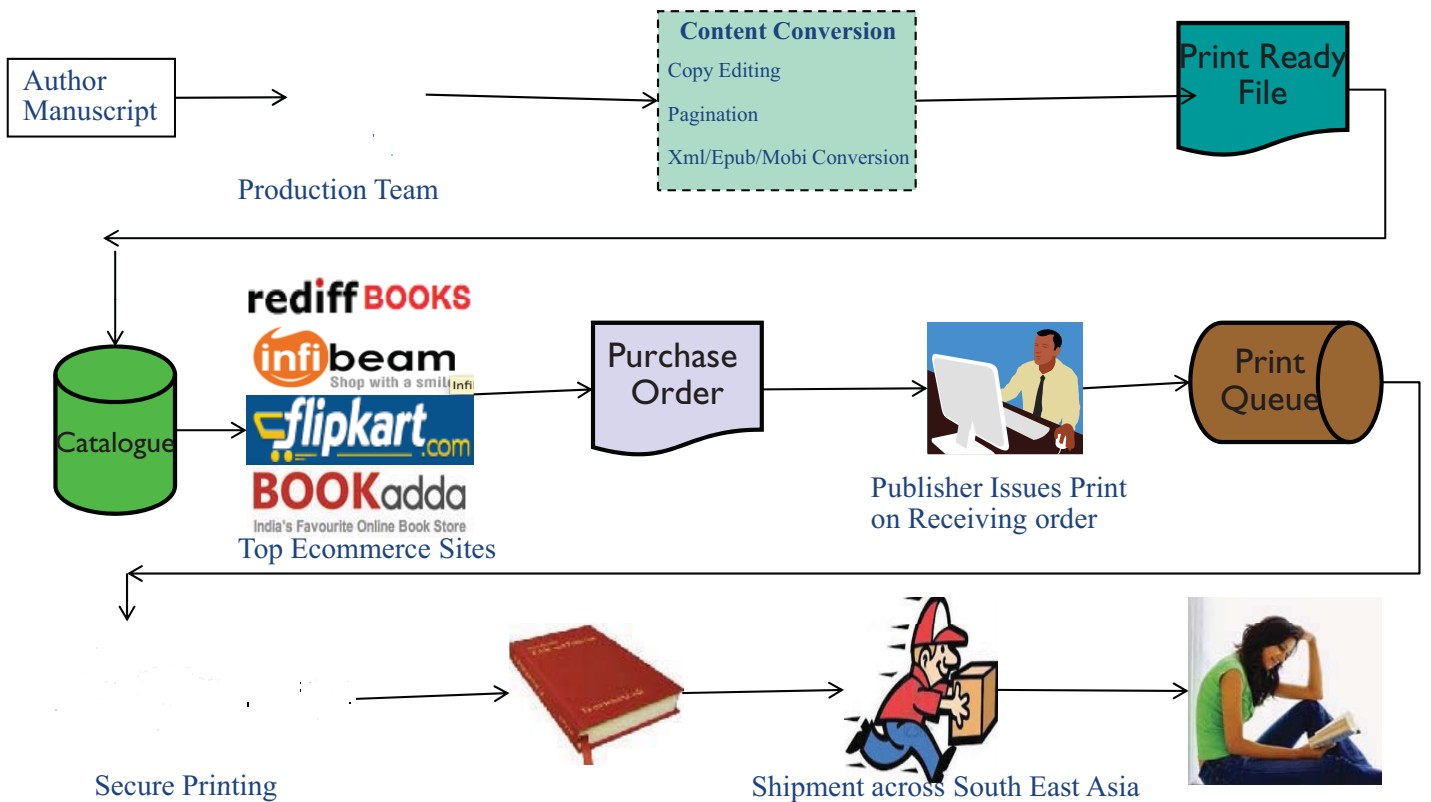 Author
Manuscript
Production Team
Content Conversion
Copy Editing
Pagination
Xml/Epub/Mobi Conversion
Print Ready
File
Catalogue
rediff BOOKS
infibeam
Shop with a smile
Infi
flipkart.com
BOOKadda
India's Favourite Online Book Store
Top Ecommerce Sites
Purchase
Order
Publisher Issues Print
on Receiving order
Print
Queue
Secure Printing
Shipment across South East Asia